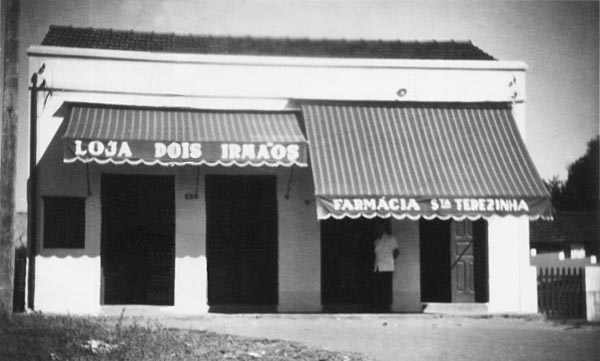 LOJA DOIS IRMÃOS
FARMÁCIA STA TEREZINHA